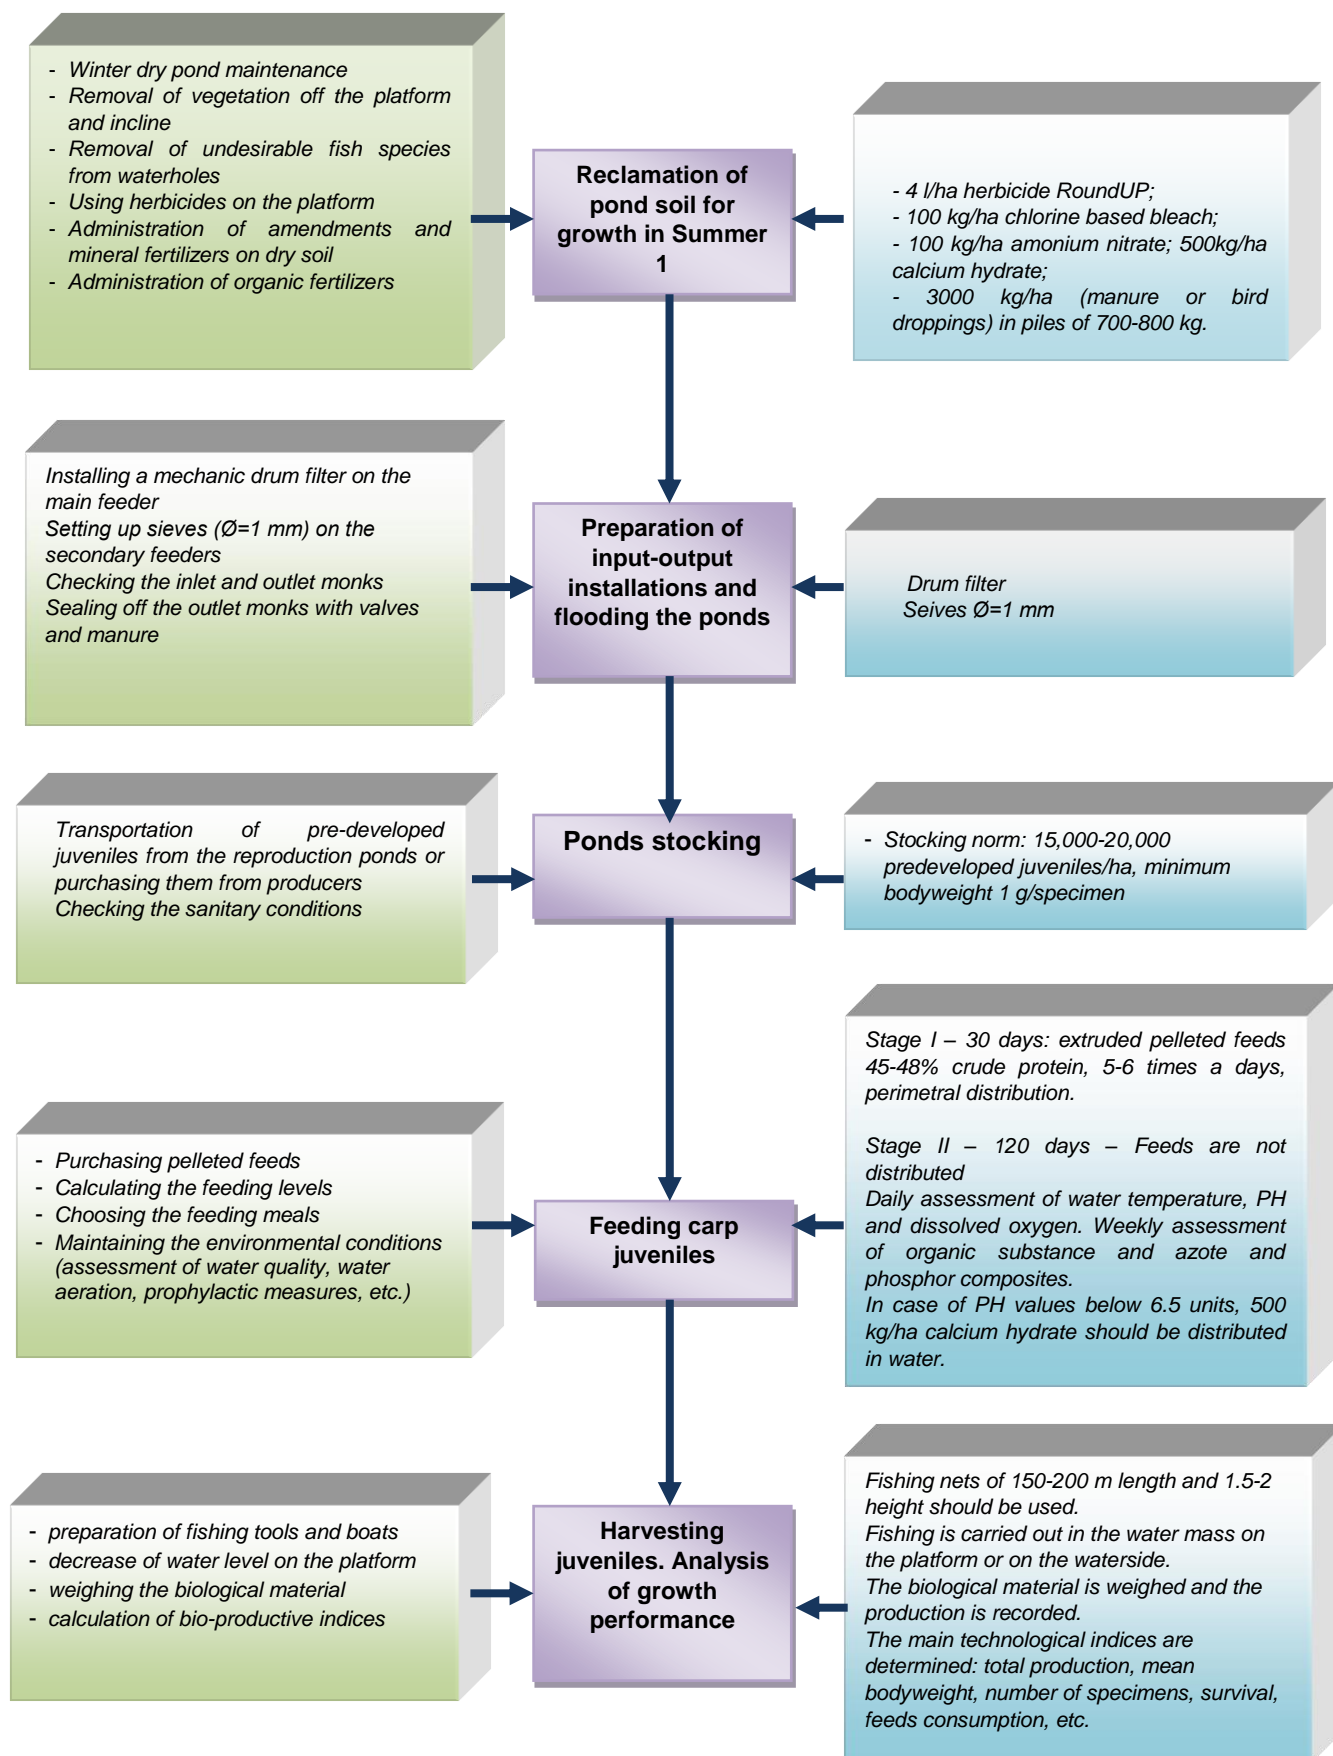 - Winter dry pond maintenance
- Removal of vegetation off the platform
and incline
- Removal of undesirable fish species
from waterholes
- Using herbicides on the platform
- Administration of amendments and
mineral fertilizers on dry soil
- Administration of organic fertilizers
Reclamation of
pond soil for
growth in Summer
1
- 4 l/ha herbicide RoundUP;
- 100 kg/ha chlorine based bleach;
- 100 kg/ha amonium nitrate; 500kg/ha
calcium hydrate;
- 3000 kg/ha (manure or bird
droppings) in piles of 700-800 kg.
Installing a mechanic drum filter on the
main feeder
Setting up sieves (Ø=1 mm) on the
secondary feeders
Checking the inlet and outlet monks
Sealing off the outlet monks with valves
and manure
Preparation of
input-output
installations and
flooding the ponds
Drum filter
Seives Ø=1 mm
Transportation of pre-developed
juveniles from the reproduction ponds or
purchasing them from producers
Checking the sanitary conditions
Ponds stocking
- Stocking norm: 15,000-20,000
predeveloped juveniles/ha, minimum
bodyweight 1 g/specimen
- Purchasing pelleted feeds
- Calculating the feeding levels
- Choosing the feeding meals
- Maintaining the environmental conditions
(assessment of water quality, water
aeration, prophylactic measures, etc.)
Feeding carp
juveniles
Stage I – 30 days: extruded pelleted feeds
45-48% crude protein, 5-6 times a days,
perimetral distribution.
Stage II – 120 days – Feeds are not
distributed
Daily assessment of water temperature, PH
and dissolved oxygen. Weekly assessment
of organic substance and azote and
phosphor composites.
In case of PH values below 6.5 units, 500
kg/ha calcium hydrate should be distributed
in water.
- preparation of fishing tools and boats
- decrease of water level on the platform
- weighing the biological material
- calculation of bio-productive indices
Harvesting
juveniles. Analysis
of growth
performance
Fishing nets of 150-200 m length and 1.5-2
height should be used.
Fishing is carried out in the water mass on
the platform or on the waterside.
The biological material is weighed and the
production is recorded.
The main technological indices are
determined: total production, mean
bodyweight, number of specimens, survival,
feeds consumption, etc.